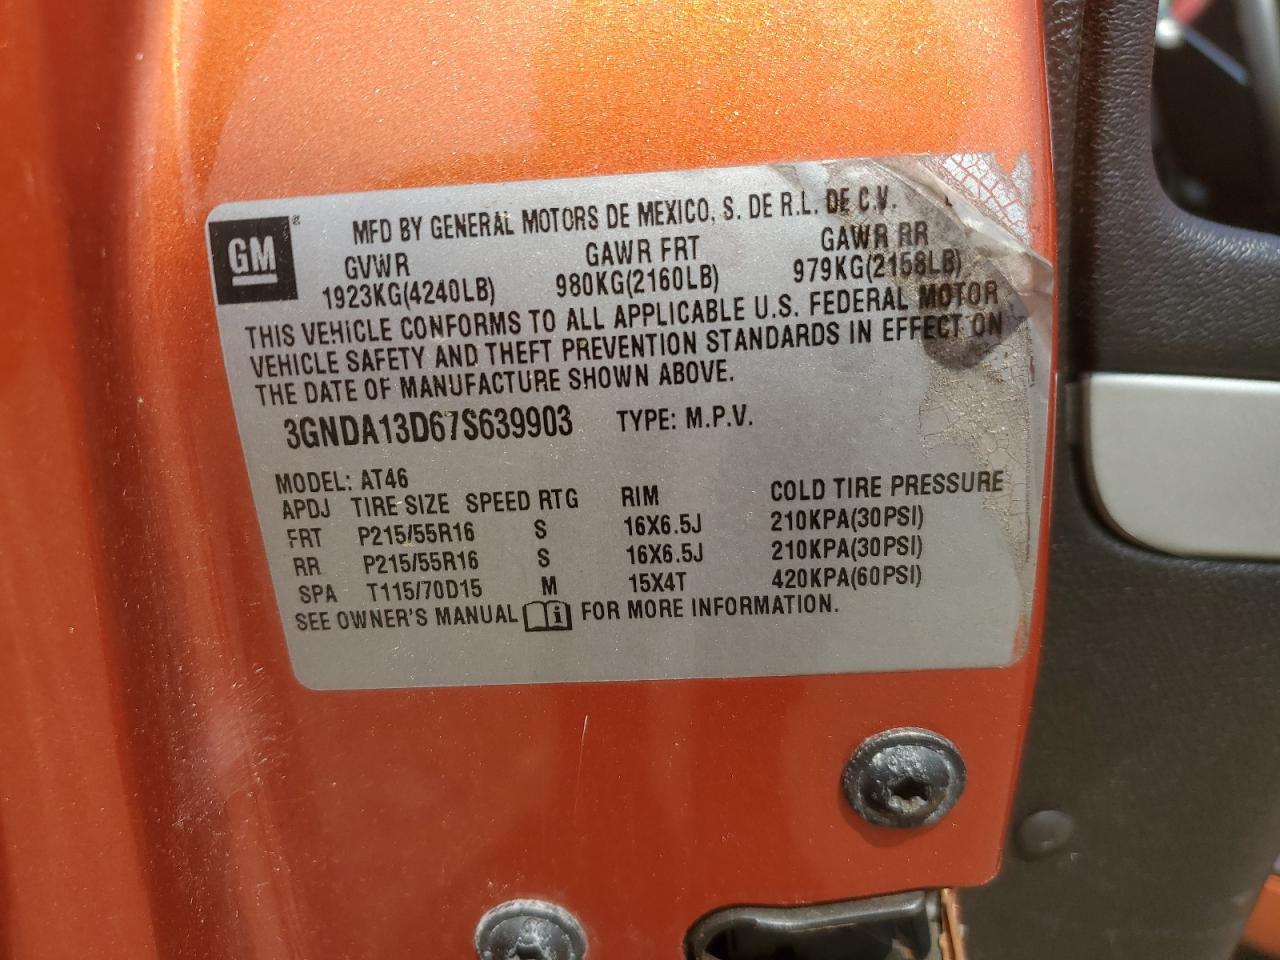 GM®
MFD BY GENERAL MOTORS DE MEXICO, S. DE R.L. DE C.V.
GVWR GAWR FRT GAWR RR
1923KG(4240LB) 980KG(2160LB) 979KG(2158LB)
THIS VEHICLE CONFORMS TO ALL APPLICABLE U.S. FEDERAL MOTOR
VEHICLE SAFETY AND THEFT PREVENTION STANDARDS IN EFFECT ON
THE DATE OF MANUFACTURE SHOWN ABOVE.
3GNDA13D67S639903 TYPE: M.P.V.
MODEL: AT46
APDJ TIRE SIZE SPEED RTG RIM COLD TIRE PRESSURE
FRT P215/55R16 S 16X6.5J 210KPA(30PSI)
RR P215/55R16 S 16X6.5J 210KPA(30PSI)
SPA T115/70D15 M 15X4T 420KPA(60PSI)
SEE OWNER'S MANUAL i FOR MORE INFORMATION.